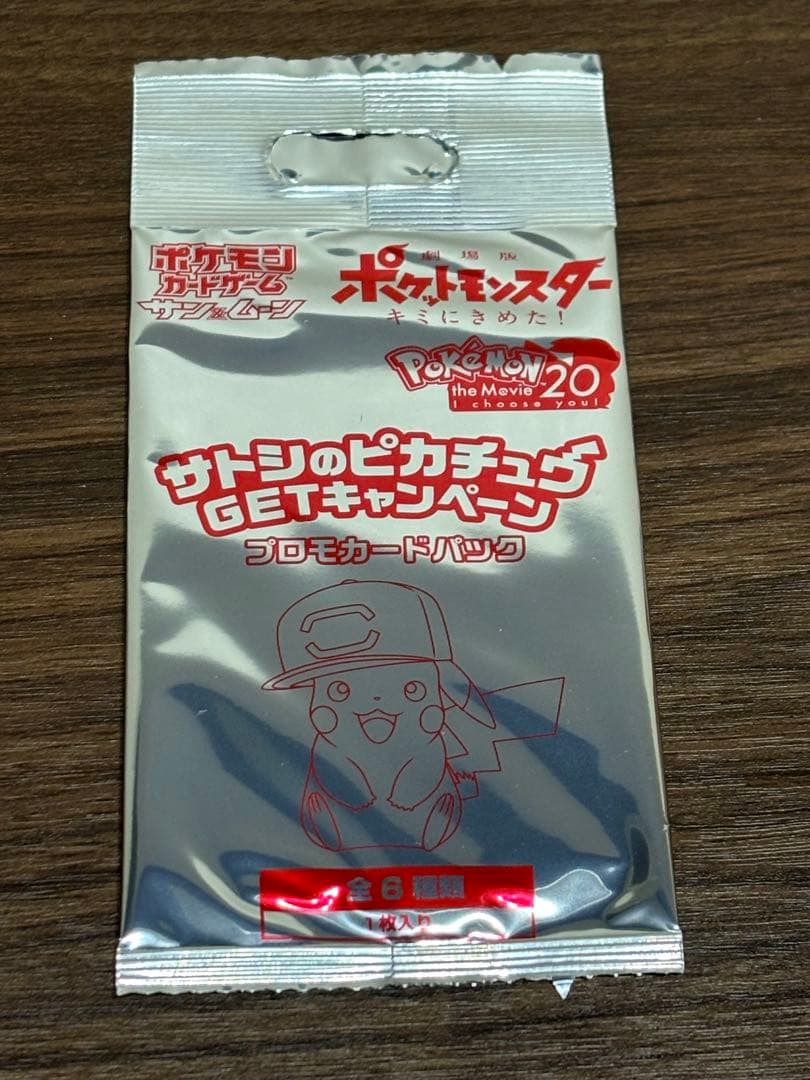 ポケモン
カードゲーム™
サン&ムーン
劇場版
ポケットモンスター
キミにきめた!
POKéMON
the Movie™ 20
I choose you!
サトシのピカチュウ
GETキャンペーン
プロモカードパック
全6種類
1枚入り